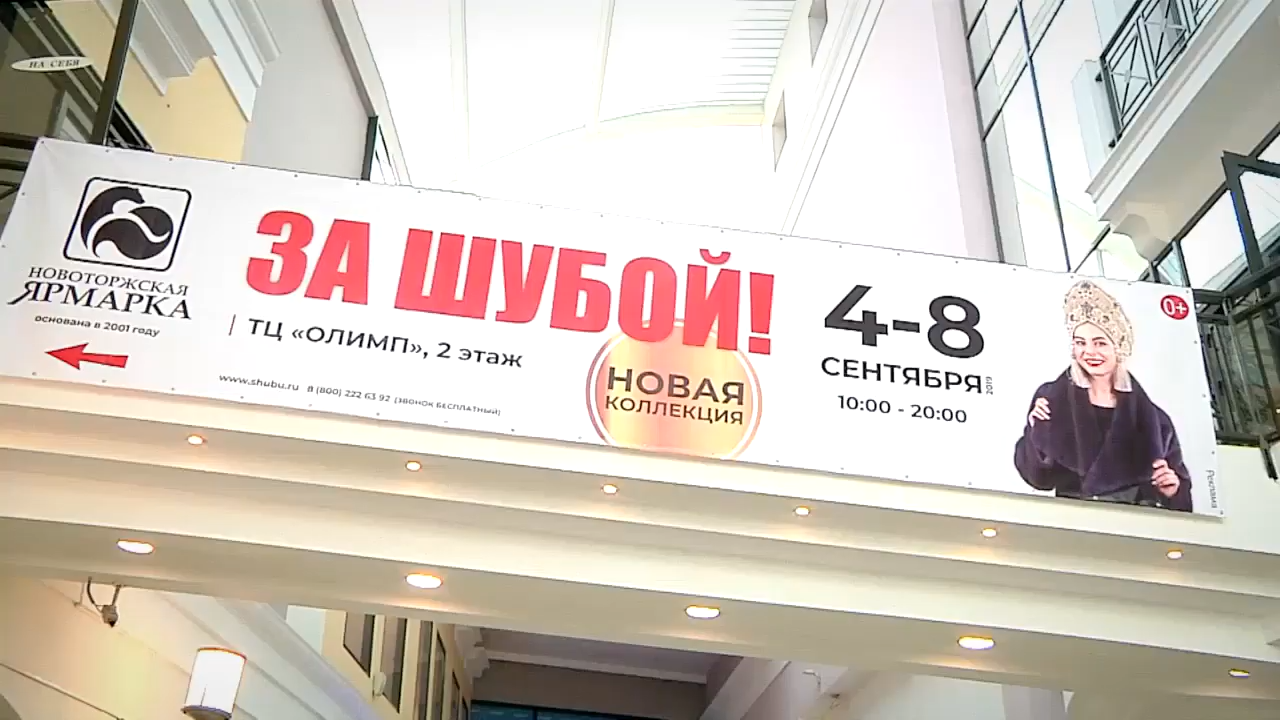 НА СЕБЯ
НОВОТОРЖСКАЯ
ЯРМАРКА
основана в 2001 году
ЗА ШУБОЙ!
ТЦ «ОЛИМП», 2 этаж
www.shubu.ru 8 (800) 222 63 92 (ЗВОНОК БЕСПЛАТНЫЙ)
НОВАЯ
КОЛЛЕКЦИЯ
4-8
СЕНТЯБРЯ 2019
10:00 - 20:00
0+
Реклама